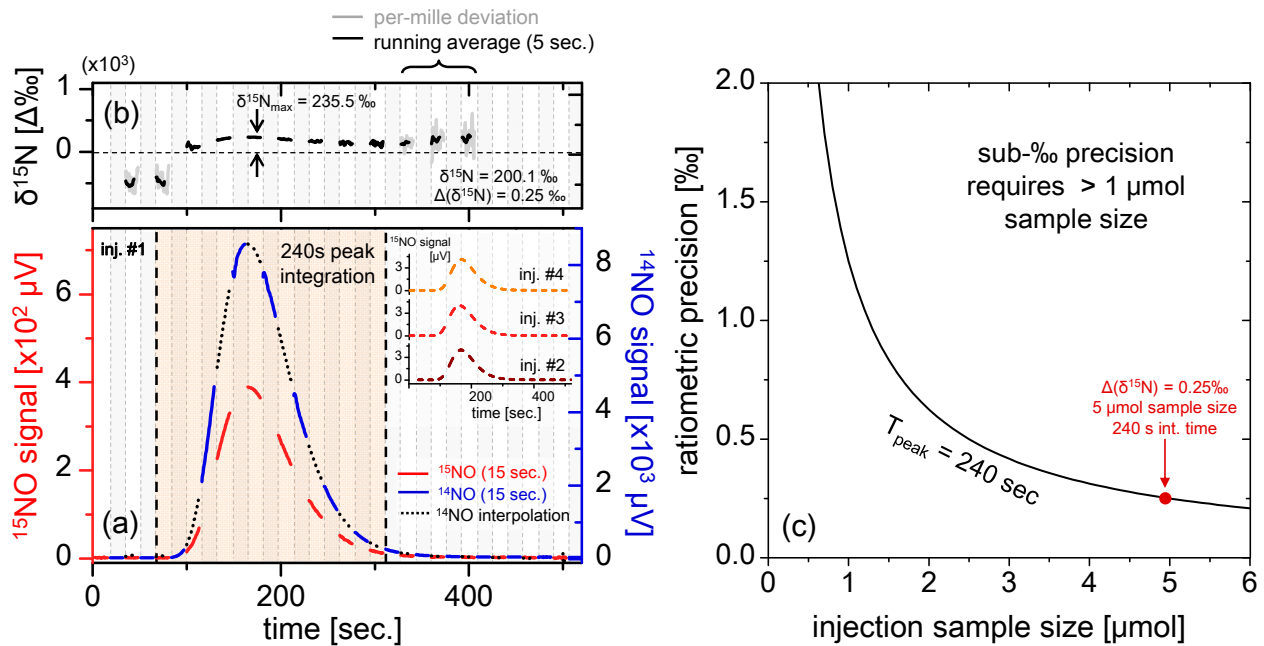 per-mille deviation
running average (5 sec.)
(x10³)
1
0
(b)
δ¹⁵N [Δ‰]
δ¹⁵Nmax = 235.5 ‰
δ¹⁵N = 200.1 ‰
Δ(δ¹⁵N) = 0.25 ‰
inj. #1
240s peak
integration
¹⁵NO signal
[μV]
3
0
inj. #4
3
0
inj. #3
3
0
inj. #2
200
400
time [sec.]
¹⁵NO (15 sec.)
¹⁴NO (15 sec.)
¹⁴NO interpolation
(a)
6
4
2
0
¹⁵NO signal [x10² μV]
8
6
4
2
0
¹⁴NO signal [x10³ μV]
0
200
400
time [sec.]
2.0
1.5
1.0
0.5
0.0
ratiometric precision [‰]
sub-‰ precision
requires > 1 μmol
sample size
Δ(δ¹⁵N) = 0.25‰
5 μmol sample size
240 s int. time
Tpeak = 240 sec
(c)
0
1
2
3
4
5
6
injection sample size [μmol]